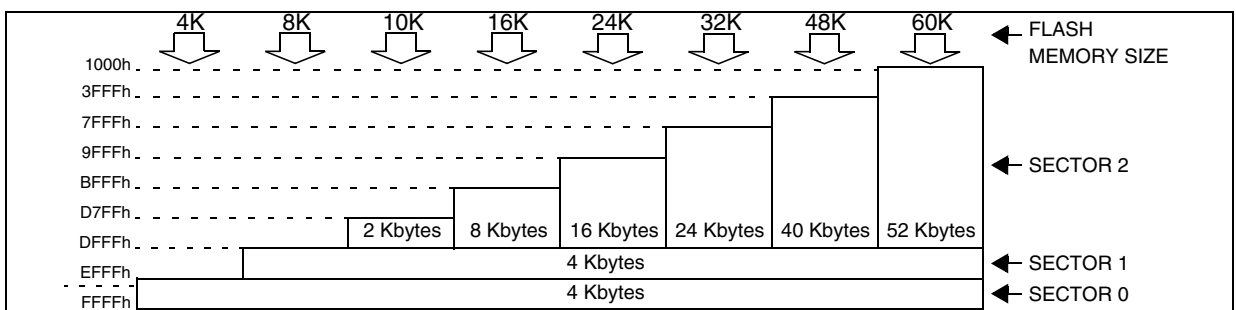 4K 8K 10K 16K 24K 32K 48K 60K FLASH
MEMORY SIZE
1000h
3FFFh
7FFFh
9FFFh
SECTOR 2
BFFFh
D7FFh
2 Kbytes 8 Kbytes 16 Kbytes 24 Kbytes 40 Kbytes 52 Kbytes
DFFFh
4 Kbytes SECTOR 1
EFFFh
4 Kbytes SECTOR 0
FFFFh